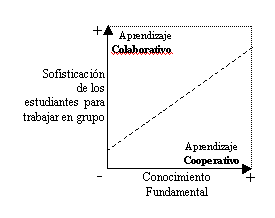 +
Aprendizaje
Colaborativo
Sofisticación
de los
estudiantes para
trabajar en grupo
Aprendizaje
Cooperativo
-
Conocimiento
+
Fundamental